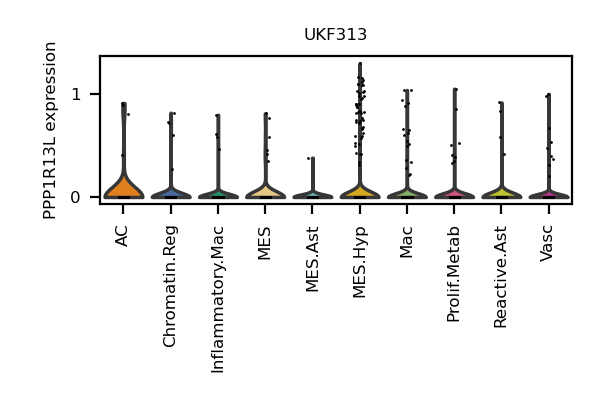 UKF313
PPP1R13L expression
1
0
AC
Chromatin.Reg
Inflammatory.Mac
MES
MES.Ast
MES.Hyp
Mac
Prolif.Metab
Reactive.Ast
Vasc